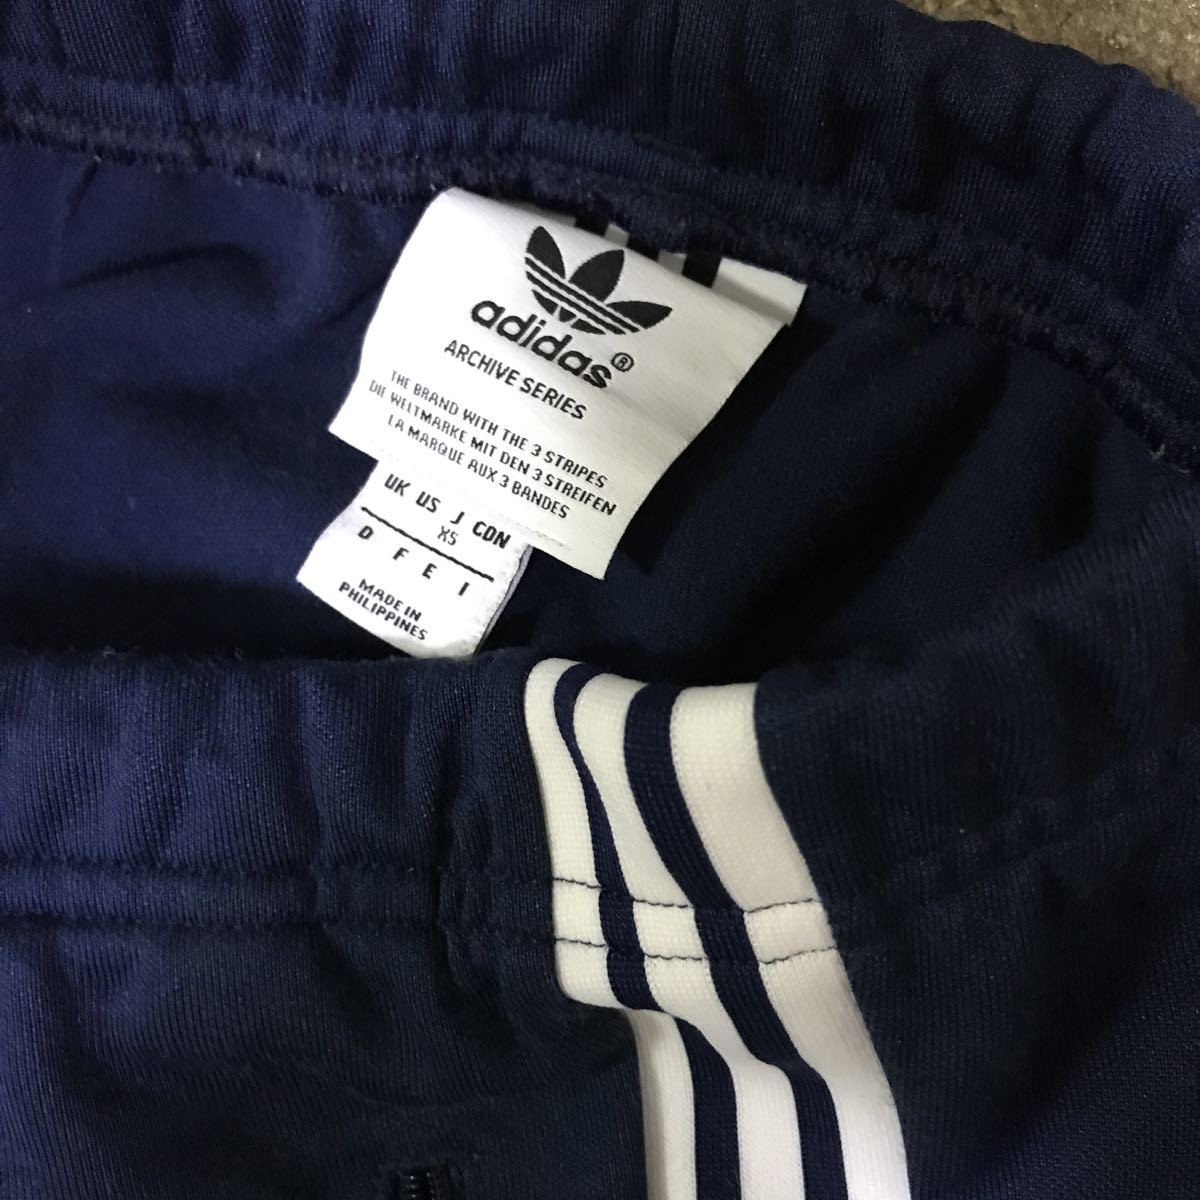 adidas®
ARCHIVE SERIES
THE BRAND WITH THE 3 STRIPES
DIE WELTMARKE MIT DEN 3 STREIFEN
LA MARQUE AUX 3 BANDES
UK US J CDN
XS
D F E I
MADE IN
PHILIPPINES